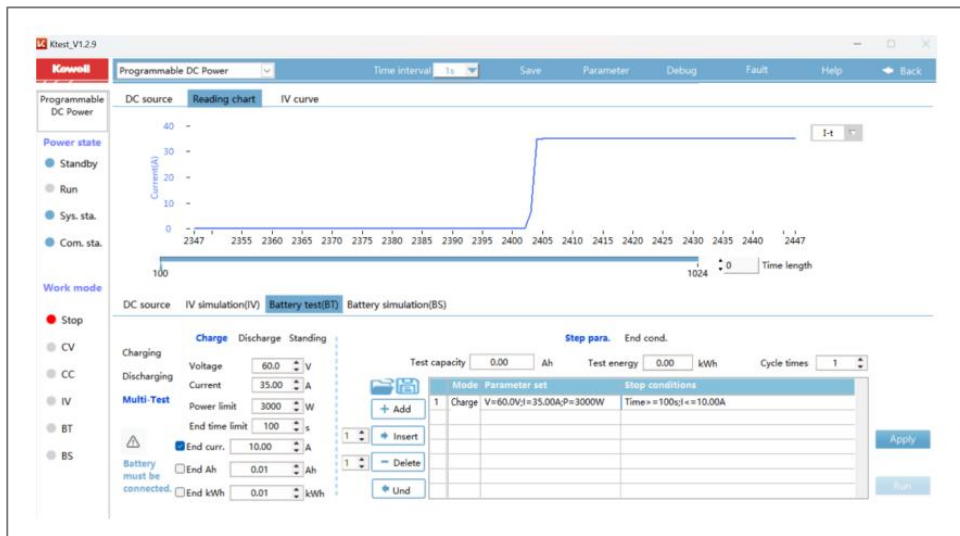 Ktest_V1.2.9
Kewell Programmable DC Power Time interval 1s Save Parameter Debug Fault Help Back
Programmable
DC Power
DC source Reading chart IV curve
Power state
Standby
Run
Sys. sta.
Com. sta.
Current(A)
40
30
20
10
0
I-t
2347 2355 2360 2365 2370 2375 2380 2385 2390 2395 2400 2405 2410 2415 2420 2425 2430 2435 2440 2447
100 1024 0 Time length
Work mode
Stop
CV
CC
IV
BT
BS
DC source IV simulation(IV) Battery test(BT) Battery simulation(BS)
Charging
Discharging
Multi-Test
Battery
must be
connected.
Charge Discharge Standing
Voltage 60.0 V
Current 35.00 A
Power limit 3000 W
End time limit 100 s
End curr. 10.00 A
End Ah 0.01 Ah
End kWh 0.01 kWh
Step para. End cond.
Test capacity 0.00 Ah Test energy 0.00 kWh Cycle times 1
+ Add
1 Insert
1 Delete
Und
Mode Parameter set Stop conditions
1 Charge V=60.0V;I=35.00A;P=3000W Time>=100s;I<=10.00A
Apply
Run